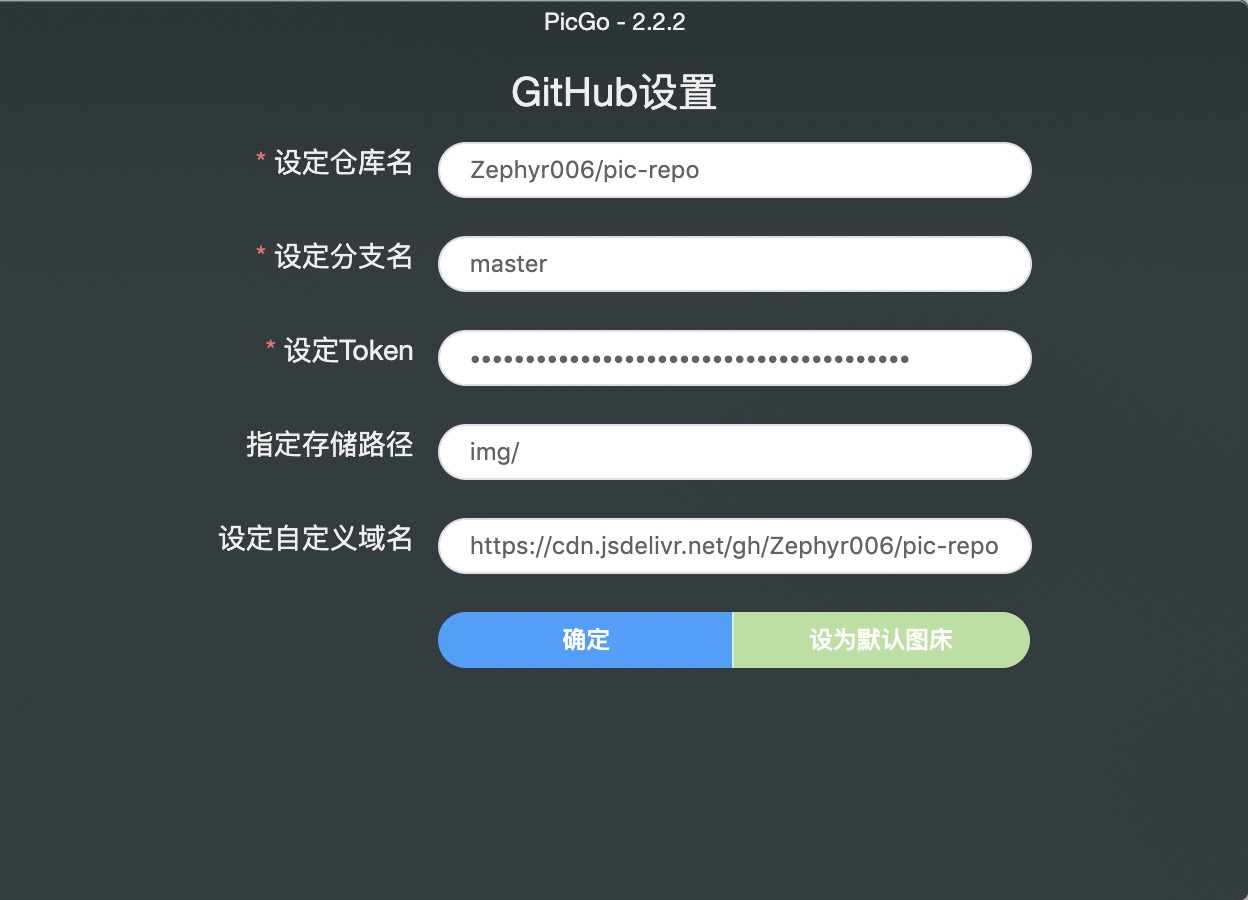 PicGo - 2.2.2
GitHub设置
* 设定仓库名 Zephyr006/pic-repo
* 设定分支名 master
* 设定Token ••••••••••••••••••••••••••••••••••••••••
指定存储路径 img/
设定自定义域名 https://cdn.jsdelivr.net/gh/Zephyr006/pic-repo
确定 设为默认图床